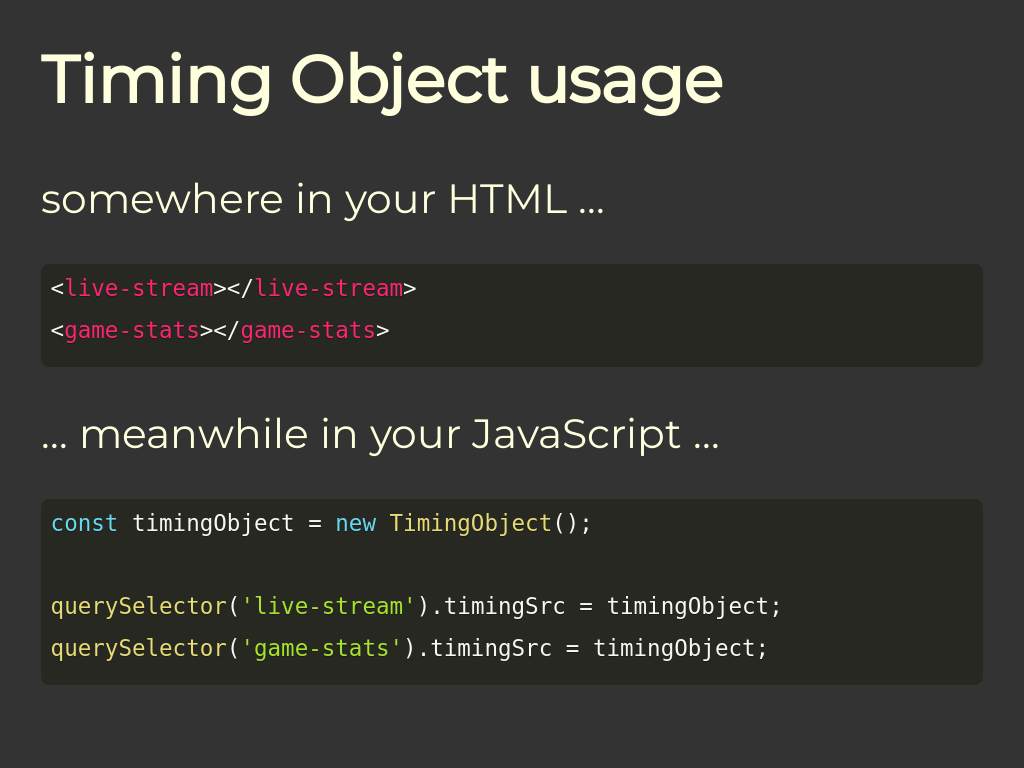 Timing Object usage
somewhere in your HTML ...
<live-stream></live-stream>
<game-stats></game-stats>
... meanwhile in your JavaScript ...
const timingObject = new TimingObject();
querySelector('live-stream').timingSrc = timingObject;
querySelector('game-stats').timingSrc = timingObject;